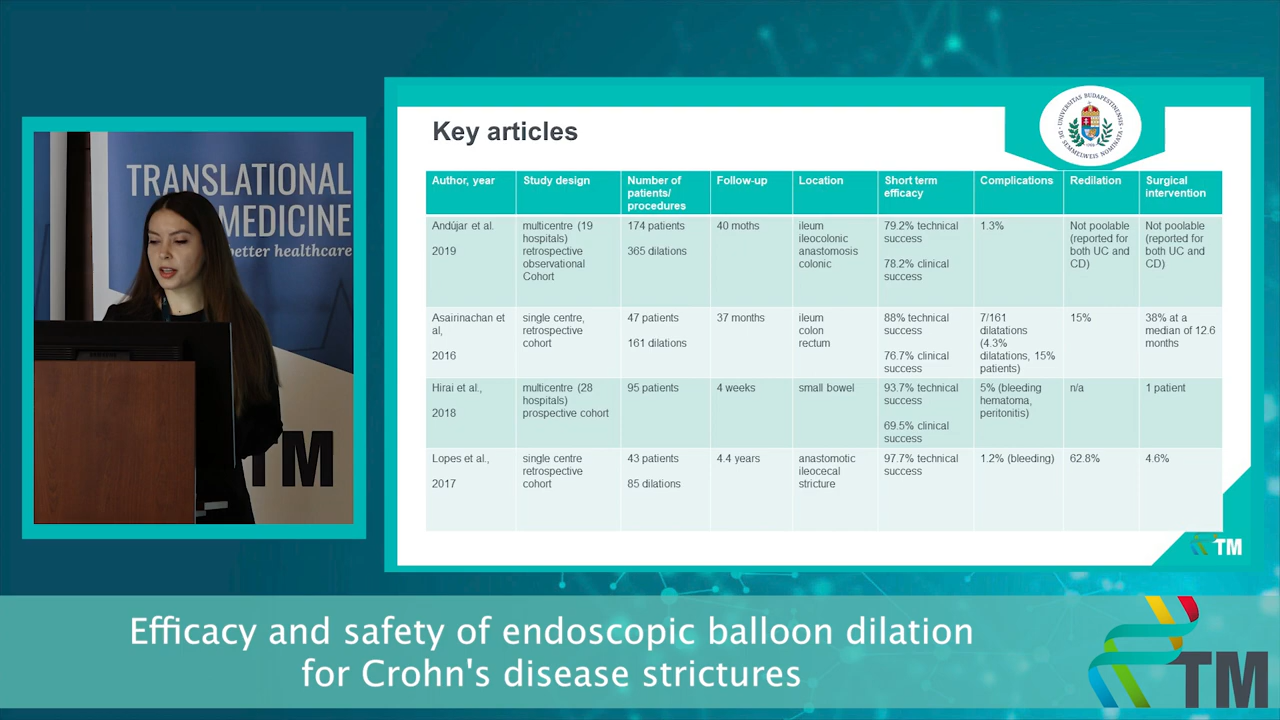 TRANSLATIONAL
MEDICINE
better healthcare
TM
Key articles
UNIVERSITAS BUDAPESTINENSIS
DE SEMMELWEIS NOMINATA
Author, year
Study design
Number of
patients/
procedures
Follow-up
Location
Short term
efficacy
Complications
Redilation
Surgical
intervention
Andújar et al.
2019
multicentre (19
hospitals)
retrospective
observational
Cohort
174 patients
365 dilations
40 moths
ileum
ileocolonic
anastomosis
colonic
79.2% technical
success
78.2% clinical
success
1.3%
Not poolable
(reported for
both UC and
CD)
Not poolable
(reported for
both UC and
CD)
Asairinachan et
al,
2016
single centre,
retrospective
cohort
47 patients
161 dilations
37 months
ileum
colon
rectum
88% technical
success
76.7% clinical
success
7/161
dilatations
(4.3%
dilatations, 15%
patients)
15%
38% at a
median of 12.6
months
Hirai et al.,
2018
multicentre (28
hospitals)
prospective cohort
95 patients
4 weeks
small bowel
93.7% technical
success
69.5% clinical
success
5% (bleeding
hematoma,
peritonitis)
n/a
1 patient
Lopes et al.,
2017
single centre
retrospective
cohort
43 patients
85 dilations
4.4 years
anastomotic
ileocecal
stricture
97.7% technical
success
1.2% (bleeding)
62.8%
4.6%
TM
Efficacy and safety of endoscopic balloon dilation
for Crohn's disease strictures
TM